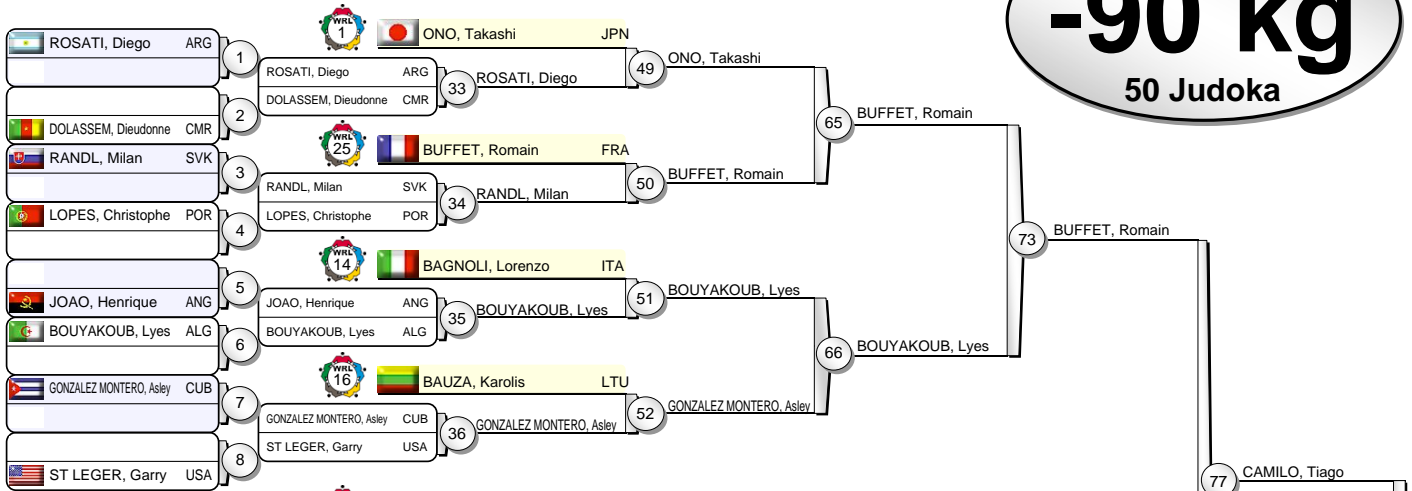 -90 kg
50 Judoka
ROSATI, Diego ARG
1
DOLASSEM, Dieudonne CMR
2
RANDL, Milan SVK
3
LOPES, Christophe POR
4
JOAO, Henrique ANG
5
BOUYAKOUB, Lyes ALG
6
GONZALEZ MONTERO, Asley CUB
7
ST LEGER, Garry USA
8
WRL
1
ONO, Takashi JPN
ROSATI, Diego ARG
DOLASSEM, Dieudonne CMR
33
ROSATI, Diego
WRL
25
BUFFET, Romain FRA
RANDL, Milan SVK
LOPES, Christophe POR
34
RANDL, Milan
WRL
14
BAGNOLI, Lorenzo ITA
JOAO, Henrique ANG
BOUYAKOUB, Lyes ALG
35
BOUYAKOUB, Lyes
WRL
16
BAUZA, Karolis LTU
GONZALEZ MONTERO, Asley CUB
ST LEGER, Garry USA
36
GONZALEZ MONTERO, Asley
49
ONO, Takashi
50
BUFFET, Romain
51
BOUYAKOUB, Lyes
52
GONZALEZ MONTERO, Asley
65
BUFFET, Romain
66
BOUYAKOUB, Lyes
73
BUFFET, Romain
77
CAMILO, Tiago